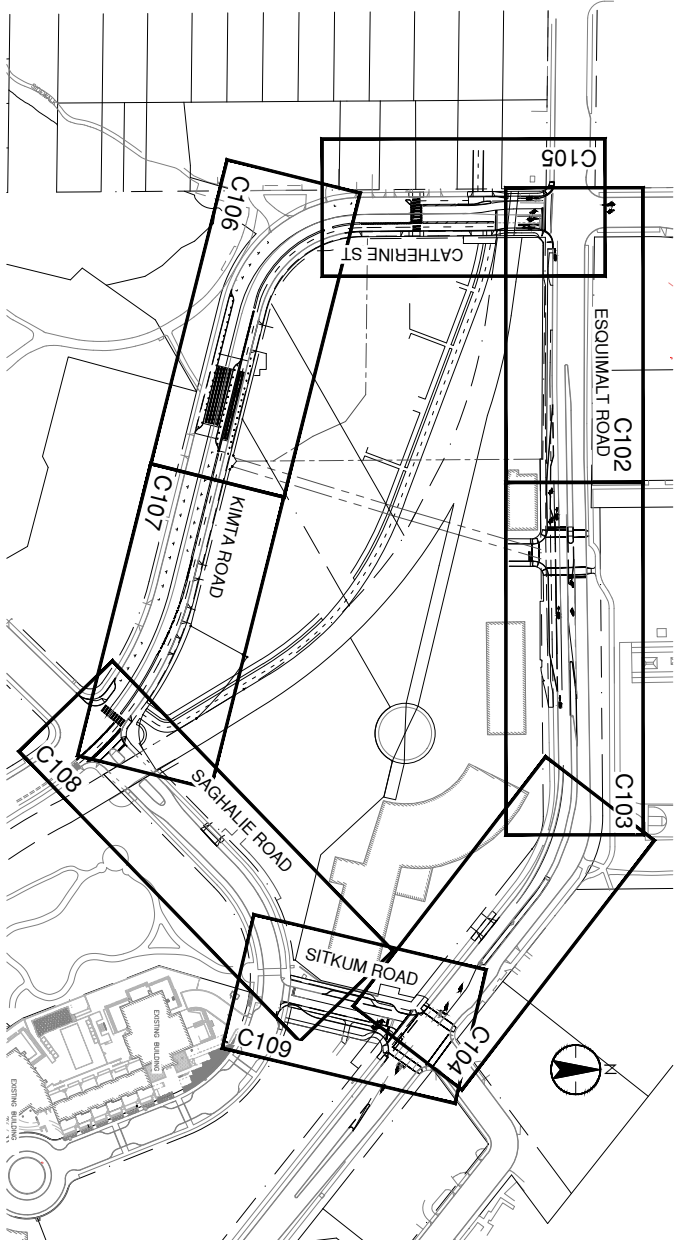 SIDEWALK
C105
C106
CATHERINE ST
ESQUIMALT ROAD
C102
C107
KIMTA ROAD
C103
C108
SAGHALIE ROAD
SITKUM ROAD
C104
C109
N
EXISTING BUILDING
EXISTING BUILDING